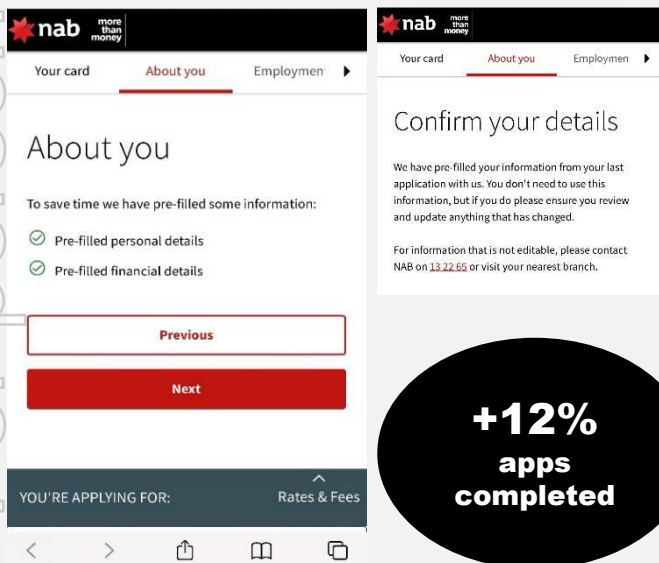 nab more than money
Your card About you Employmen
About you
To save time we have pre-filled some information:
Pre-filled personal details
Pre-filled financial details
Previous
Next
YOU'RE APPLYING FOR: Rates & Fees
nab more than money
Your card About you Employmen
Confirm your details
We have pre-filled your information from your last
application with us. You don't need to use this
information, but if you do please ensure you review
and update anything that has changed.
For information that is not editable, please contact
NAB on 13 22 65 or visit your nearest branch.
+12%
apps
completed